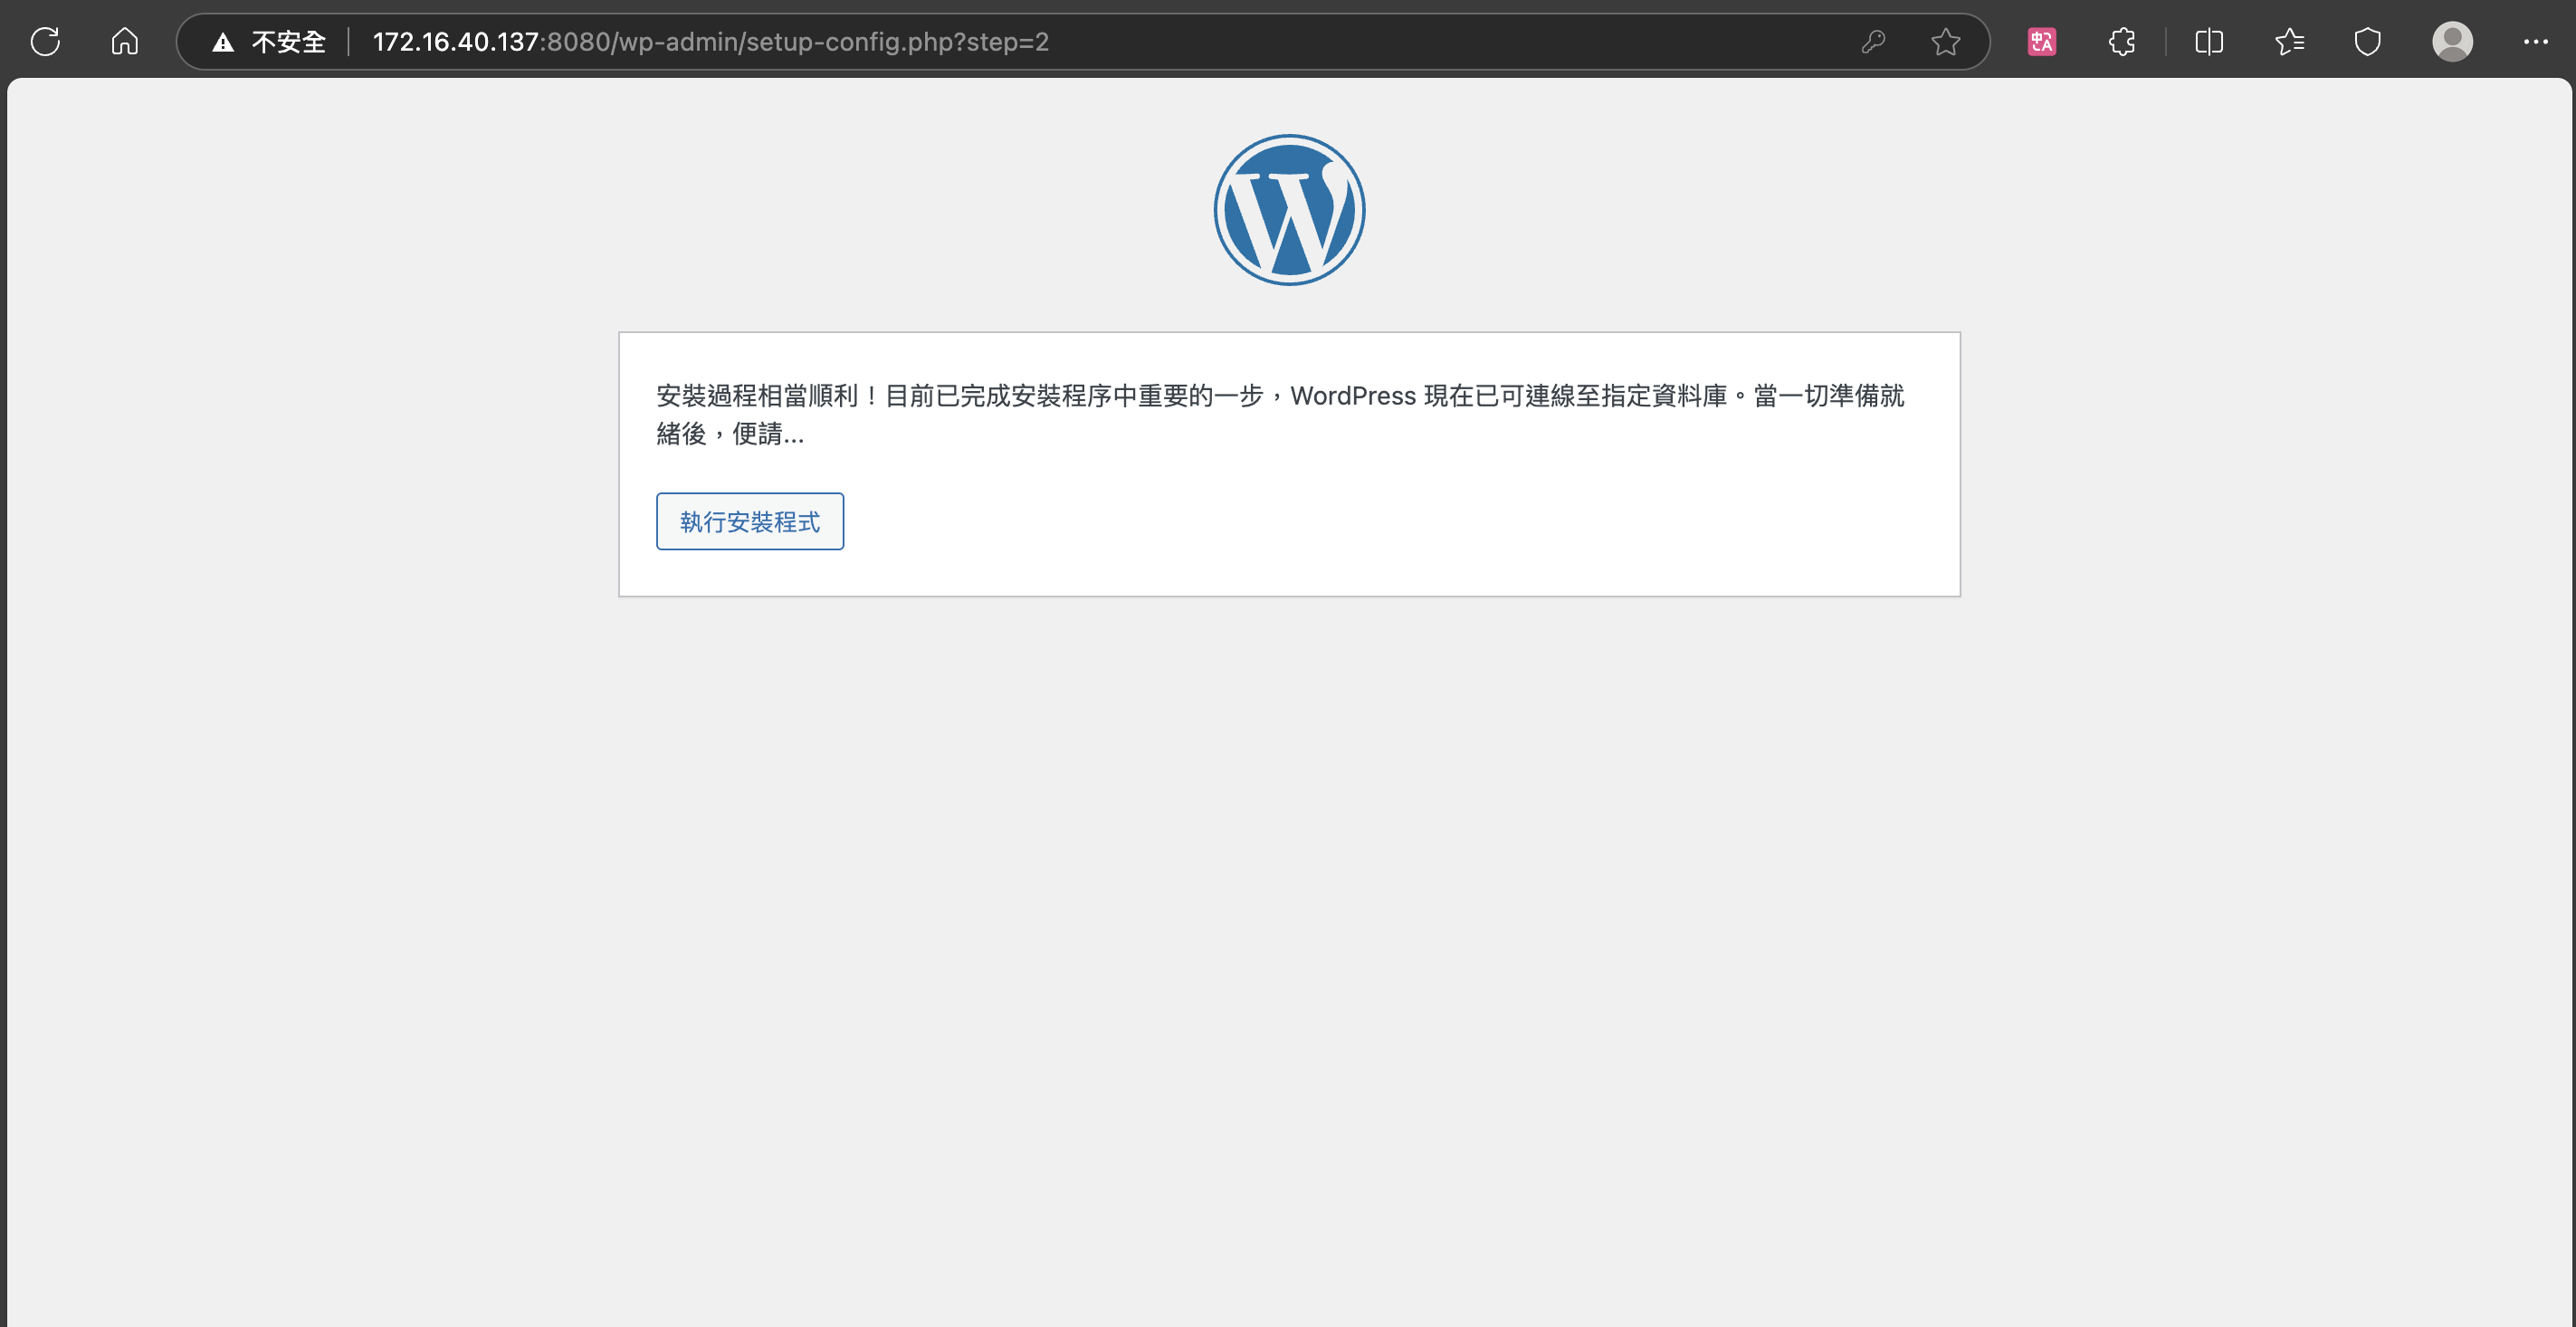 不安全 172.16.40.137:8080/wp-admin/setup-config.php?step=2
安裝過程相當順利！目前已完成安裝程序中重要的一步，WordPress 現在已可連線至指定資料庫。當一切準備就
緒後，便請...
執行安裝程式